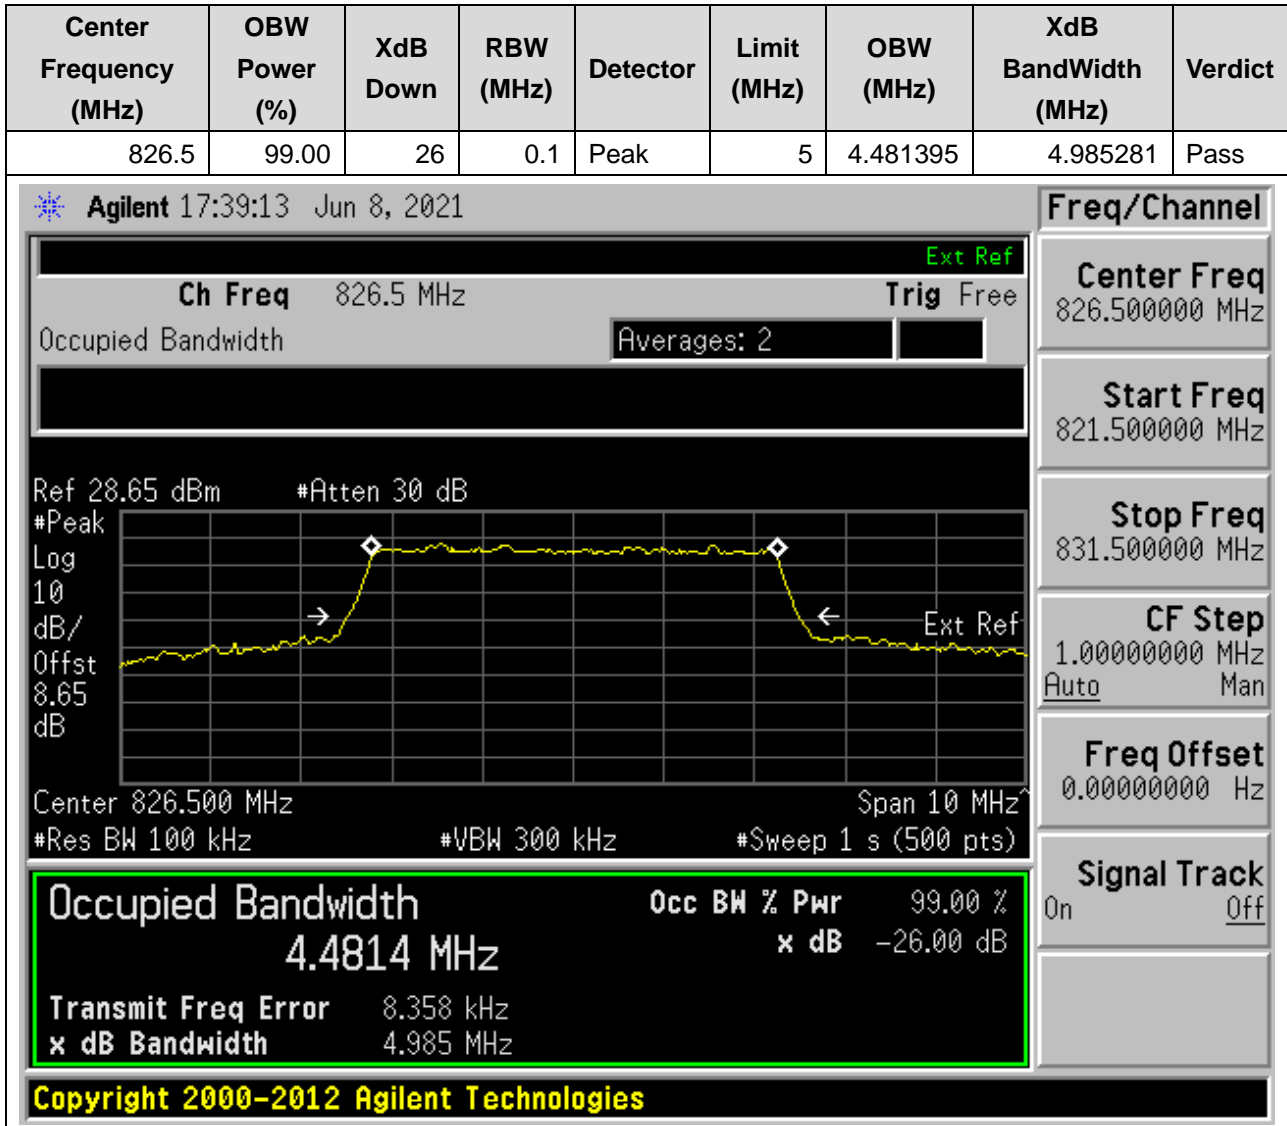 Center Frequency (MHz) OBW Power (%) XdB Down RBW (MHz) Detector Limit (MHz) OBW (MHz) XdB BandWidth (MHz) Verdict
826.5 99.00 26 0.1 Peak 5 4.481395 4.985281 Pass
Agilent 17:39:13 Jun 8, 2021
Freq/Channel
Ext Ref
Ch Freq 826.5 MHz Trig Free
Occupied Bandwidth Averages: 2
Center Freq
826.500000 MHz
Start Freq
821.500000 MHz
Stop Freq
831.500000 MHz
CF Step
1.00000000 MHz
Auto Man
Freq Offset
0.00000000 Hz
Signal Track
On Off
Ref 28.65 dBm #Atten 30 dB
#Peak
Log
10
dB/
Offst
8.65
dB
Ext Ref
Center 826.500 MHz Span 10 MHz^
#Res BW 100 kHz #VBW 300 kHz #Sweep 1 s (500 pts)
Occupied Bandwidth Occ BW % Pwr 99.00 %
4.4814 MHz x dB -26.00 dB
Transmit Freq Error 8.358 kHz
x dB Bandwidth 4.985 MHz
Copyright 2000-2012 Agilent Technologies